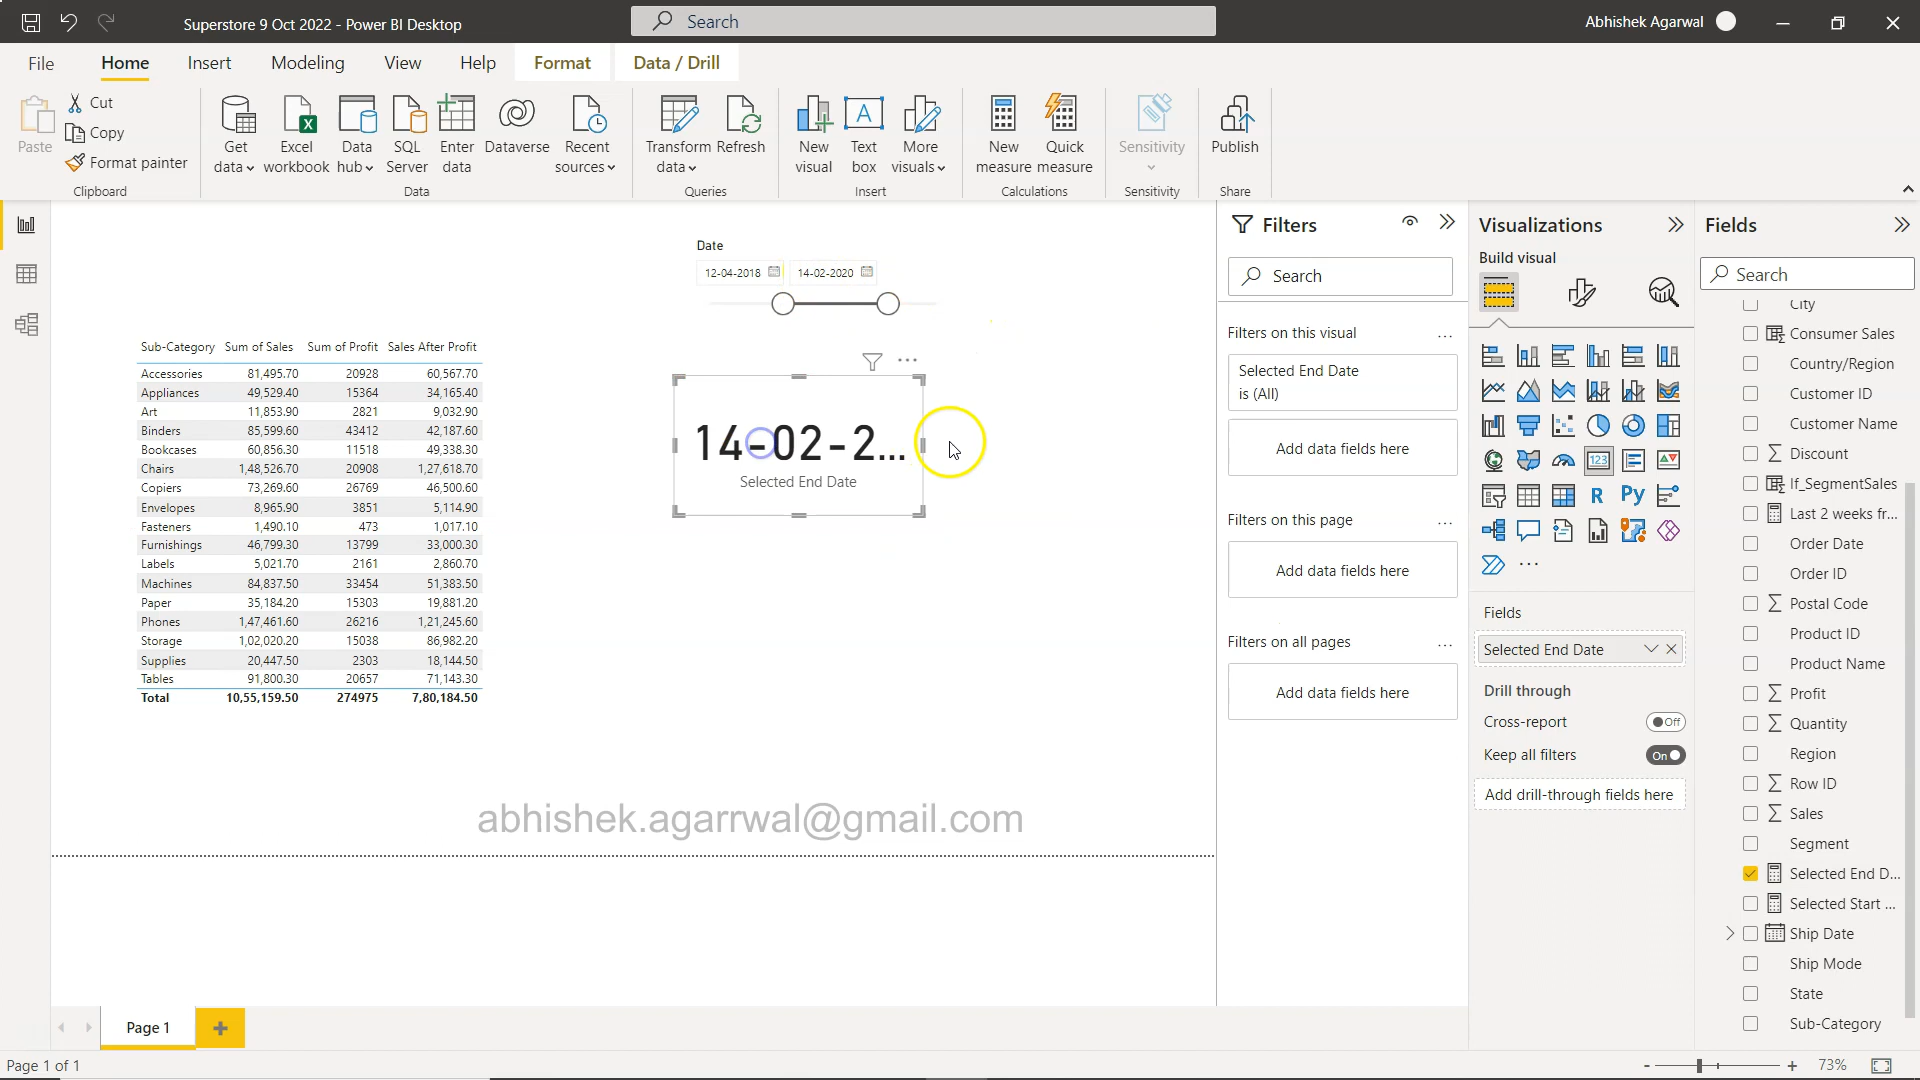 Superstore 9 Oct 2022 - Power BI Desktop
Search
Abhishek Agarwal
File Home Insert Modeling View Help Format Data / Drill
Paste
Cut
Copy
Format painter
Clipboard
Get data
Excel workbook
Data hub
SQL Server
Enter data
Dataverse
Recent sources
Data
Transform data
Refresh
Queries
New visual
Text box
More visuals
Insert
New measure
Quick measure
Calculations
Sensitivity
Sensitivity
Publish
Share
Date
12-04-2018 14-02-2020
Sub-Category Sum of Sales Sum of Profit Sales After Profit
Accessories 81,495.70 20928 60,567.70
Appliances 49,529.40 15364 34,165.40
Art 11,853.90 2821 9,032.90
Binders 85,599.60 43412 42,187.60
Bookcases 60,856.30 11518 49,338.30
Chairs 1,48,526.70 20908 1,27,618.70
Copiers 73,269.60 26769 46,500.60
Envelopes 8,965.90 3851 5,114.90
Fasteners 1,490.10 473 1,017.10
Furnishings 46,799.30 13799 33,000.30
Labels 5,021.70 2161 2,860.70
Machines 84,837.50 33454 51,383.50
Paper 35,184.20 15303 19,881.20
Phones 1,47,461.60 26216 1,21,245.60
Storage 1,02,020.20 15038 86,982.20
Supplies 20,447.50 2303 18,144.50
Tables 91,800.30 20657 71,143.30
Total 10,55,159.50 274975 7,80,184.50
14-02-2...
Selected End Date
abhishek.agarrwal@gmail.com
Filters
Search
Filters on this visual
Selected End Date
is (All)
Add data fields here
Filters on this page
Add data fields here
Filters on all pages
Add data fields here
Visualizations
Build visual
123
R
Py
Fields
Selected End Date
Drill through
Cross-report Off
Keep all filters On
Add drill-through fields here
Fields
Search
City
Consumer Sales
Country/Region
Customer ID
Customer Name
Discount
If_SegmentSales
Last 2 weeks fr...
Order Date
Order ID
Postal Code
Product ID
Product Name
Profit
Quantity
Region
Row ID
Sales
Segment
Selected End D...
Selected Start ...
Ship Date
Ship Mode
State
Sub-Category
Page 1
Page 1 of 1
73%